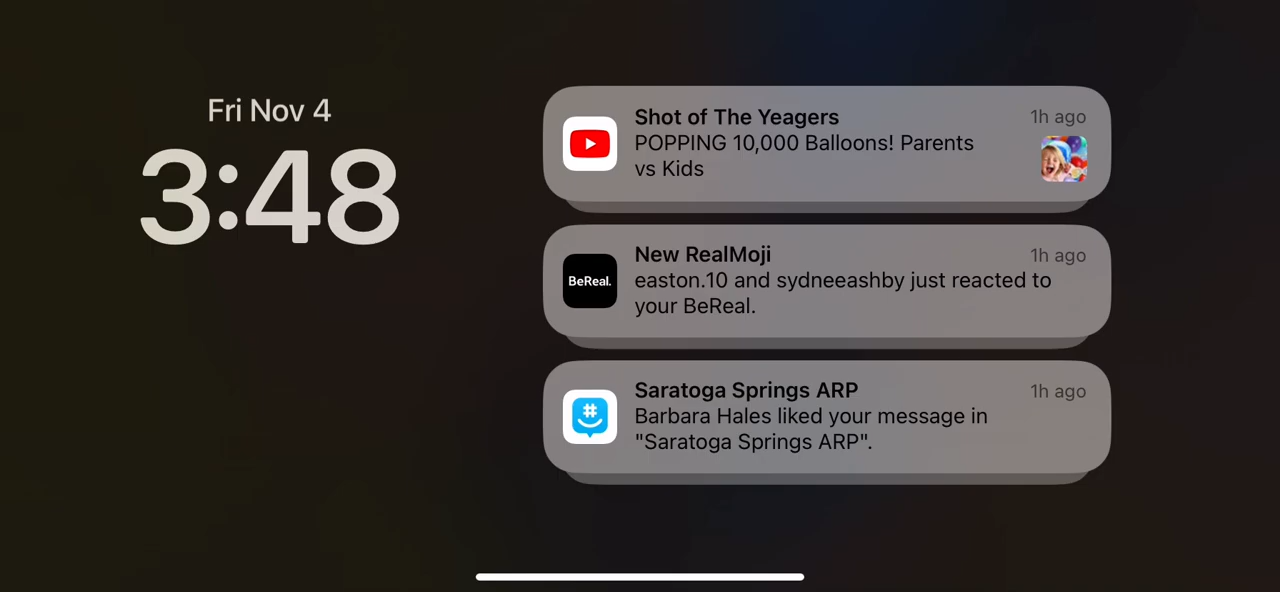 Fri Nov 4
3:48
Shot of The Yeagers
1h ago
POPPING 10,000 Balloons! Parents
vs Kids
BeReal.
New RealMoji
1h ago
easton.10 and sydneeashby just reacted to
your BeReal.
#
Saratoga Springs ARP
1h ago
Barbara Hales liked your message in
"Saratoga Springs ARP".